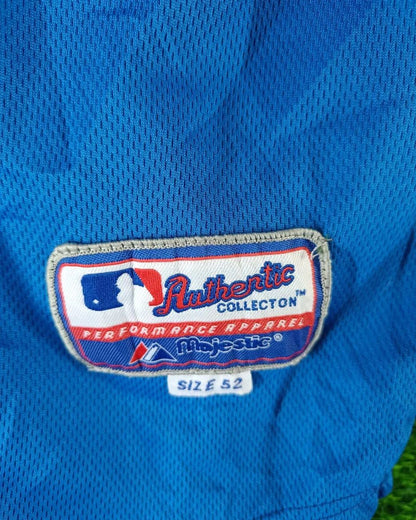 Authentic
COLLECTON™
PERFORMANCE APPAREL
Majestic®
SIZE 52